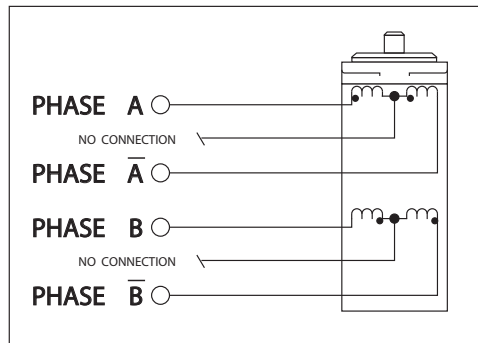 PHASE A
NO CONNECTION
PHASE A̅
PHASE B
NO CONNECTION
PHASE B̅